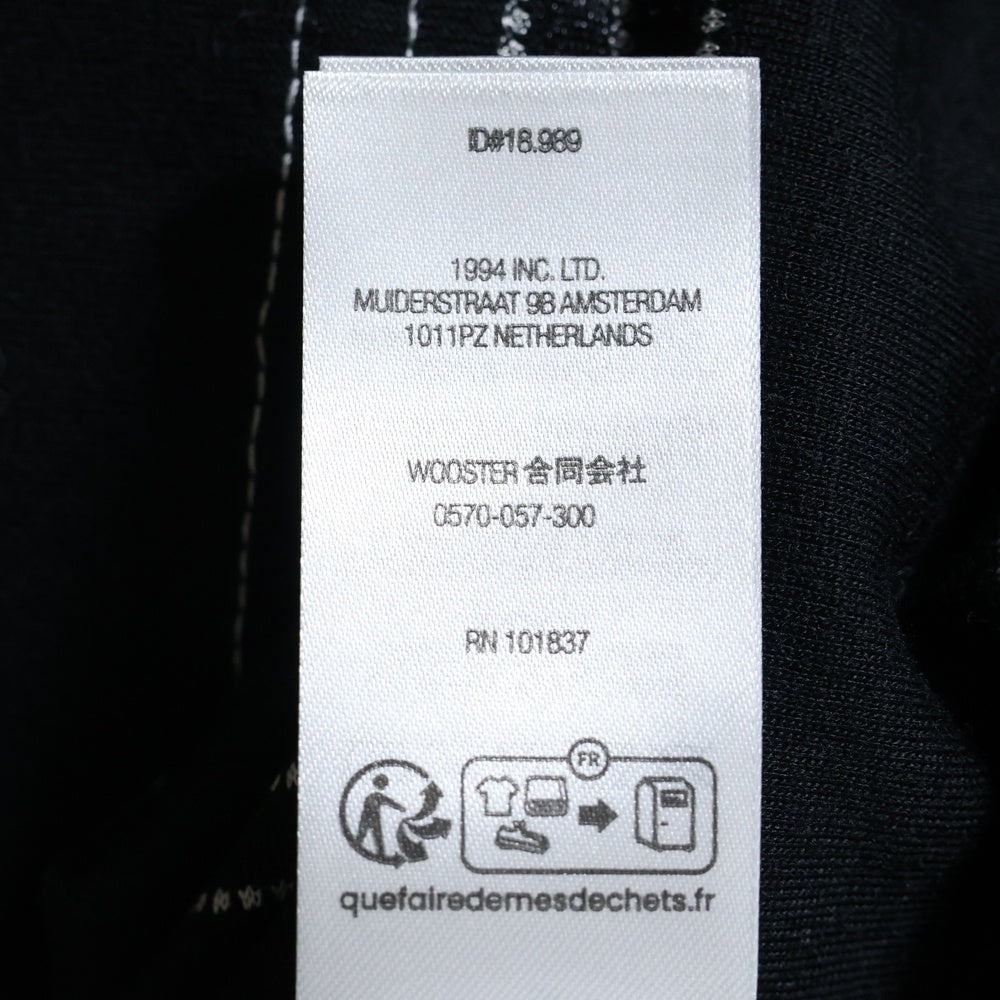 ID#18.989
1994 INC. LTD.
MUIDERSTRAAT 9B AMSTERDAM
1011PZ NETHERLANDS
WOOSTER 合同会社
0570-057-300
RN 101837
FR
quefairedemesdechets.fr